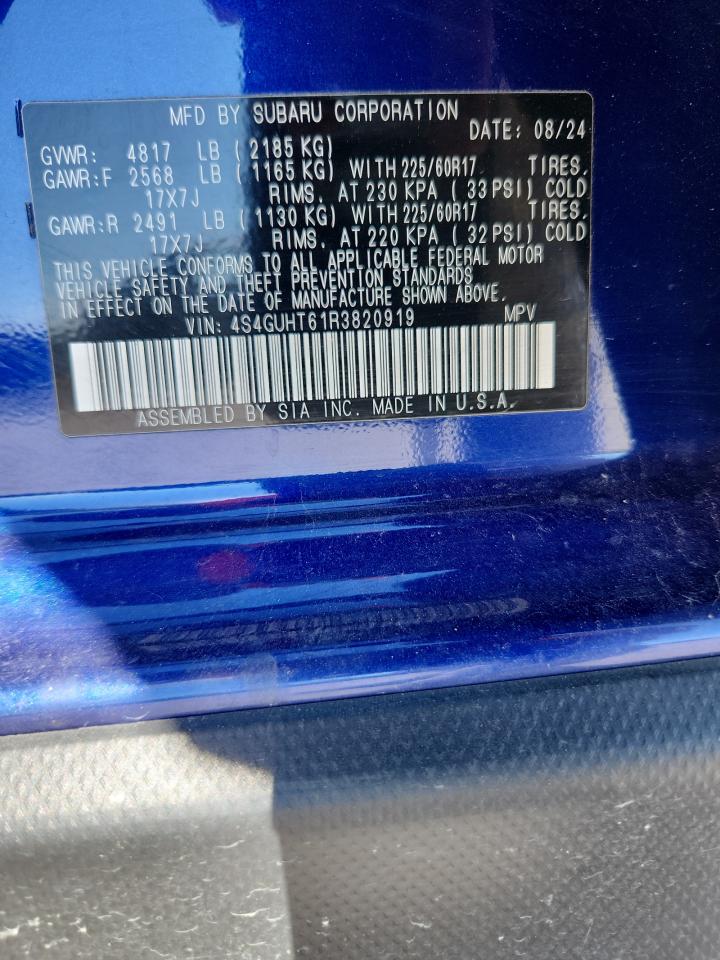 MFD BY SUBARU CORPORATION
DATE: 08/24
GVWR: 4817 LB ( 2185 KG)
GAWR:F 2568 LB ( 1165 KG) WITH 225/60R17 TIRES.
17X7J RIMS. AT 230 KPA ( 33 PSI) COLD
GAWR:R 2491 LB ( 1130 KG) WITH 225/60R17 TIRES.
17X7J RIMS. AT 220 KPA ( 32 PSI) COLD
THIS VEHICLE CONFORMS TO ALL APPLICABLE FEDERAL MOTOR
VEHICLE SAFETY AND THEFT PREVENTION STANDARDS
IN EFFECT ON THE DATE OF MANUFACTURE SHOWN ABOVE.
VIN: 4S4GUHT61R3820919 MPV
ASSEMBLED BY SIA INC. MADE IN U.S.A.